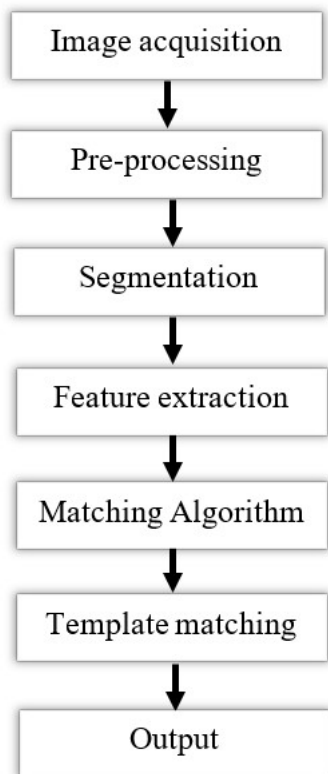 Image acquisition
Pre-processing
Segmentation
Feature extraction
Matching Algorithm
Template matching
Output